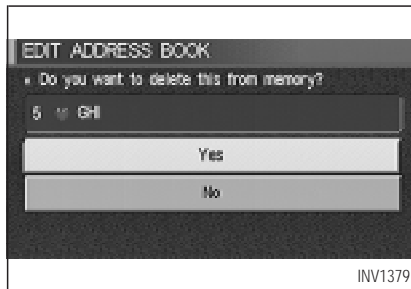 EDIT ADDRESS BOOK
Do you want to delete this from memory?
5 GHI
Yes
No
INV1379